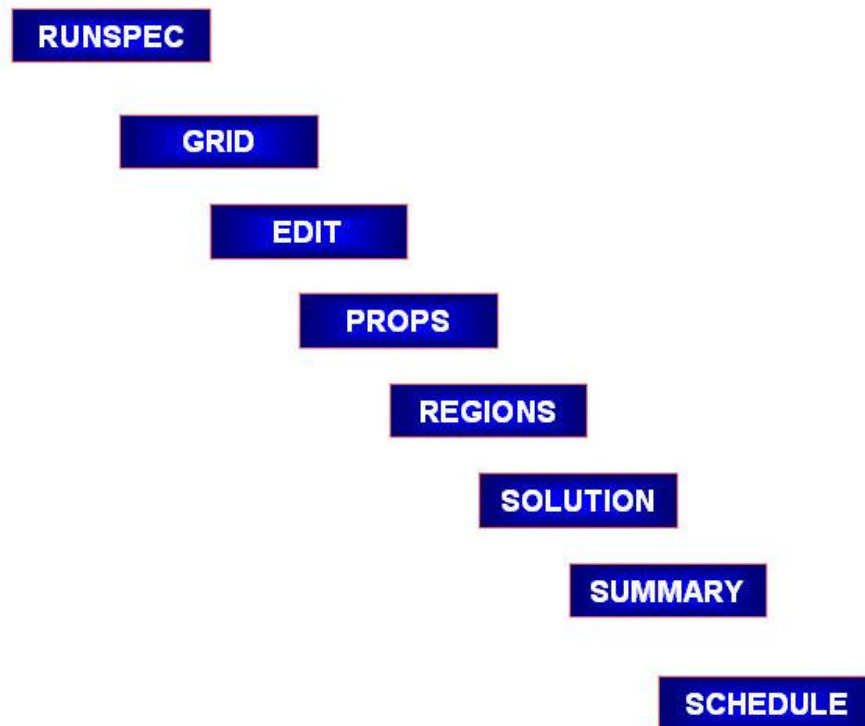 RUNSPEC
GRID
EDIT
PROPS
REGIONS
SOLUTION
SUMMARY
SCHEDULE